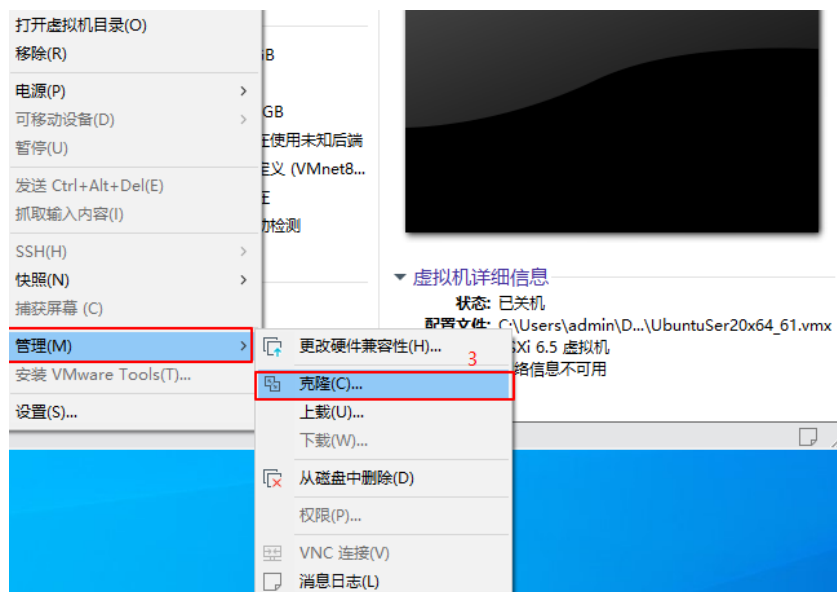 打开虚拟机目录(O)
移除(R)
电源(P)
可移动设备(D)
暂停(U)
发送 Ctrl+Alt+Del(E)
抓取输入内容(I)
SSH(H)
快照(N)
捕获屏幕 (C)
管理(M)
安装 VMware Tools(T)...
设置(S)...
GB
使用未知后端
义 (VMnet8...
动检测
虚拟机详细信息
状态: 已关机
配置文件: C:\Users\admin\D...\UbuntuSer20x64_61.vmx
Xi 6.5 虚拟机
络信息不可用
更改硬件兼容性(H)...
3
克隆(C)...
上载(U)...
下载(W)...
从磁盘中删除(D)
权限(P)...
VNC 连接(V)
消息日志(L)